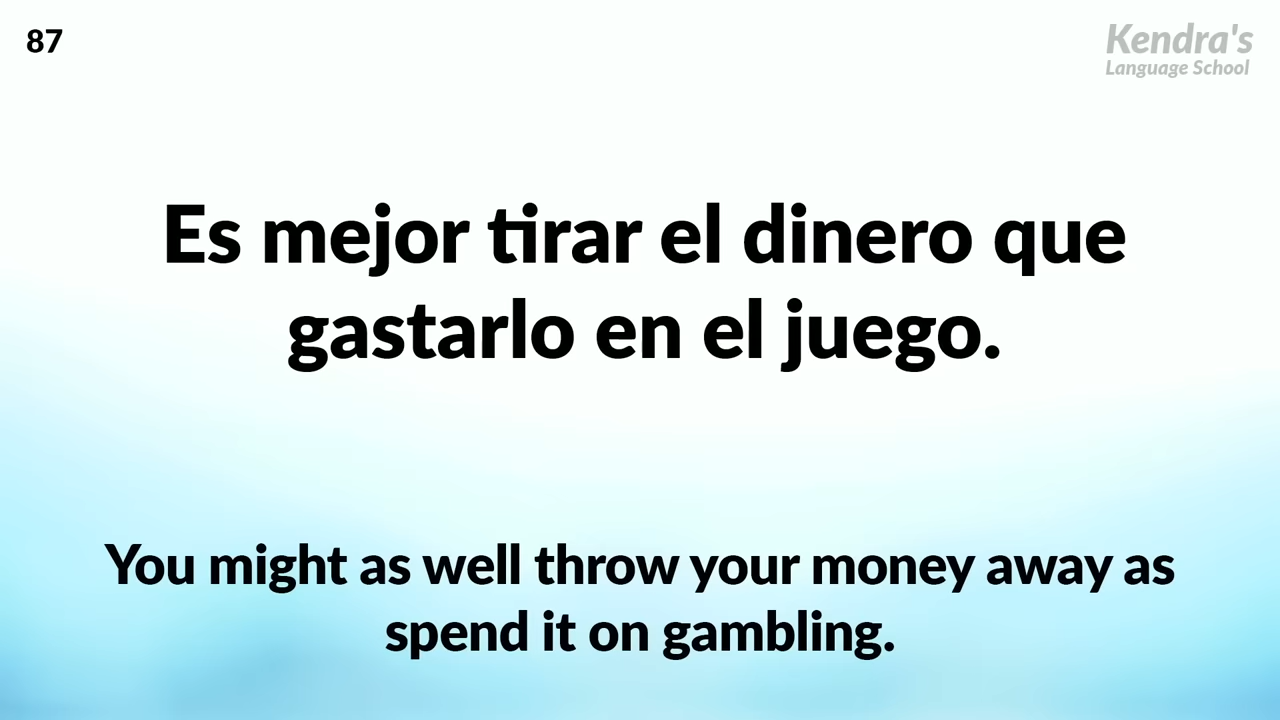 87
Kendra's
Language School
Es mejor tirar el dinero que
gastarlo en el juego.
You might as well throw your money away as
spend it on gambling.